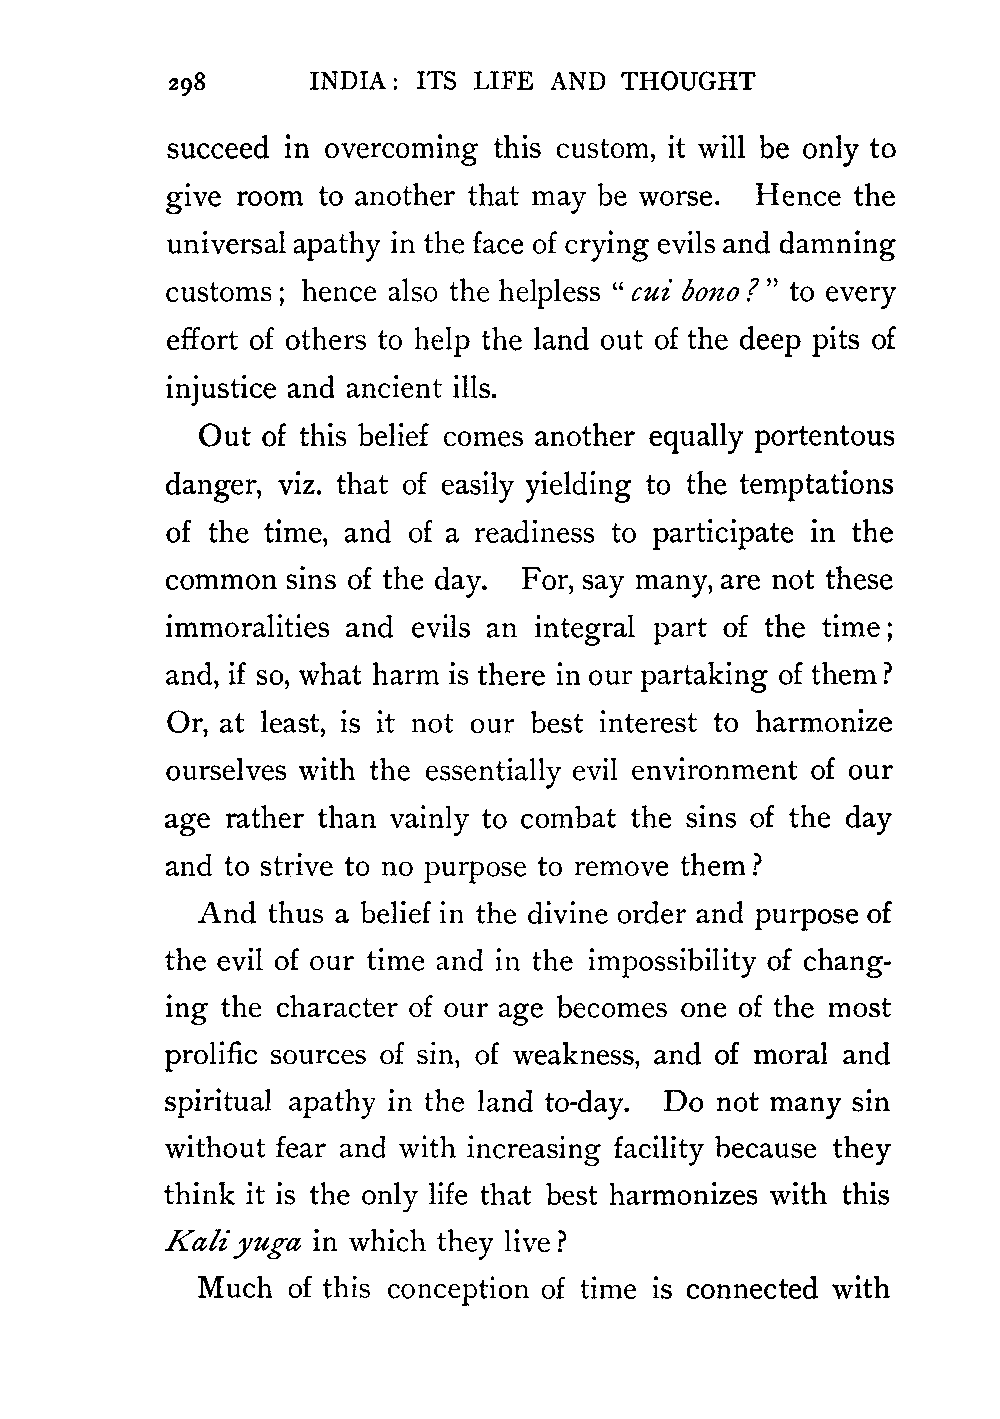 298 INDIA: ITS LIFE AND THOUGHT
succeed in overcoming this custom, it will be only to
give room to another that may be worse. Hence the
universal apathy in the face of crying evils and damning
customs; hence also the helpless “cui bono?” to every
effort of others to help the land out of the deep pits of
injustice and ancient ills.
Out of this belief comes another equally portentous
danger, viz. that of easily yielding to the temptations
of the time, and of a readiness to participate in the
common sins of the day. For, say many, are not these
immoralities and evils an integral part of the time;
and, if so, what harm is there in our partaking of them?
Or, at least, is it not our best interest to harmonize
ourselves with the essentially evil environment of our
age rather than vainly to combat the sins of the day
and to strive to no purpose to remove them?
And thus a belief in the divine order and purpose of
the evil of our time and in the impossibility of chang-
ing the character of our age becomes one of the most
prolific sources of sin, of weakness, and of moral and
spiritual apathy in the land to-day. Do not many sin
without fear and with increasing facility because they
think it is the only life that best harmonizes with this
Kali yuga in which they live?
Much of this conception of time is connected with